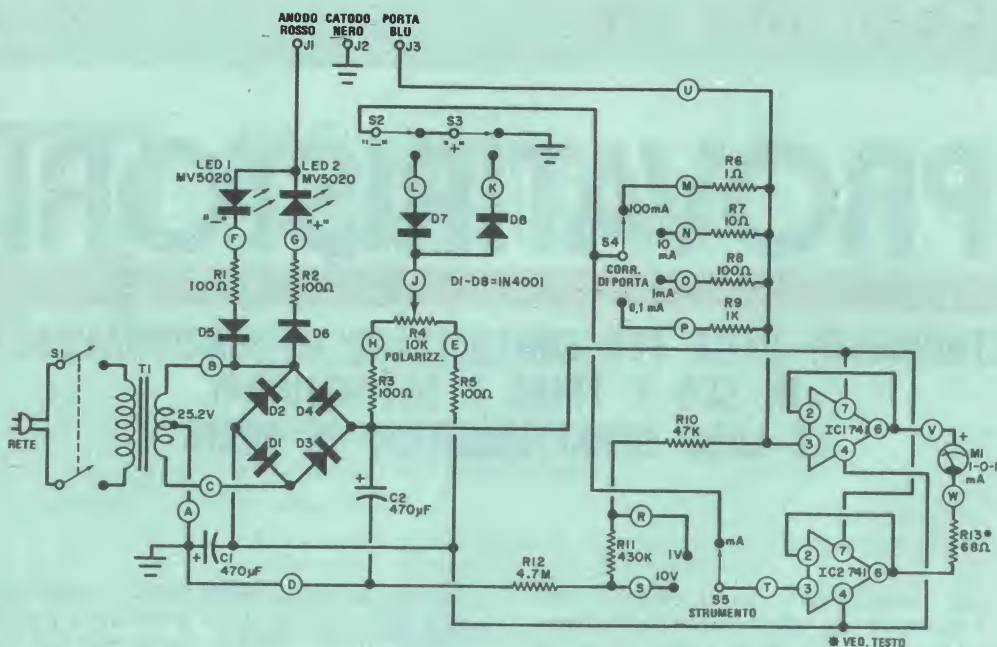 ANODO CATODO PORTA
ROSSO NERO BLU
J1 J2 J3
U
S2 S3
"–" "+"
LED 1 LED 2
MV5020 MV5020
"–" "+"
F G
L K
D7 D8
J
D1-D8=1N4001
R1 R2
100Ω 100Ω
D5 D6
R4
10K
POLARIZZ.
H E
R3 R5
100Ω 100Ω
M R6
1Ω
100mA
N R7
10Ω
10
mA
S4
CORR.
DI PORTA
O R8
100Ω
1mA
0,1 mA
P R9
1K
S1 T1
RETE
25.2V
B
C
A
D2 D4
D1 D3
C2
470µF
C1
470µF
D
R12
4.7M
R10
47K
R11
430K
R
1V
S
10V
mA
S5
STRUMENTO
T
2 7
3 IC1 741 6
4
V
+
M1
1-0-1
mA
W
R13*
68Ω
2 7
3 IC2 741 6
4
* VED. TESTO